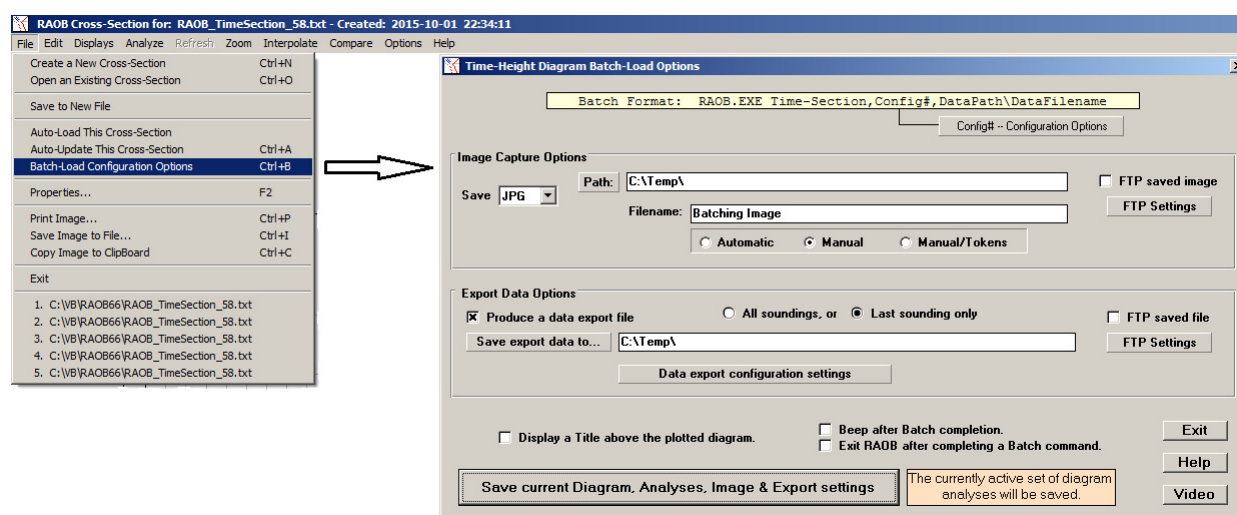 RAOB Cross-Section for: RAOB_TimeSection_58.txt - Created: 2015-10-01 22:34:11
File Edit Displays Analyze Refresh Zoom Interpolate Compare Options Help
Create a New Cross-Section Ctrl+N
Open an Existing Cross-Section Ctrl+O
Save to New File
Auto-Load This Cross-Section
Auto-Update This Cross-Section Ctrl+A
Batch-Load Configuration Options Ctrl+B
Properties... F2
Print Image... Ctrl+P
Save Image to File... Ctrl+I
Copy Image to ClipBoard Ctrl+C
Exit
1. C:\VB\RAOB66\RAOB_TimeSection_58.txt
2. C:\VB\RAOB66\RAOB_TimeSection_58.txt
3. C:\VB\RAOB66\RAOB_TimeSection_58.txt
4. C:\VB\RAOB66\RAOB_TimeSection_58.txt
5. C:\VB\RAOB66\RAOB_TimeSection_58.txt
Time-Height Diagram Batch-Load Options
Batch Format: RAOB.EXE Time-Section,Config#,DataPath\DataFilename
Config# -- Configuration Options
Image Capture Options
Save JPG Path: C:\Temp\ FTP saved image
Filename: Batching Image FTP Settings
Automatic Manual Manual/Tokens
Export Data Options
Produce a data export file All soundings, or Last sounding only FTP saved file
Save export data to... C:\Temp\ FTP Settings
Data export configuration settings
Display a Title above the plotted diagram. Beep after Batch completion. Exit
Exit RAOB after completing a Batch command.
Help
Save current Diagram, Analyses, Image & Export settings The currently active set of diagram
analyses will be saved. Video